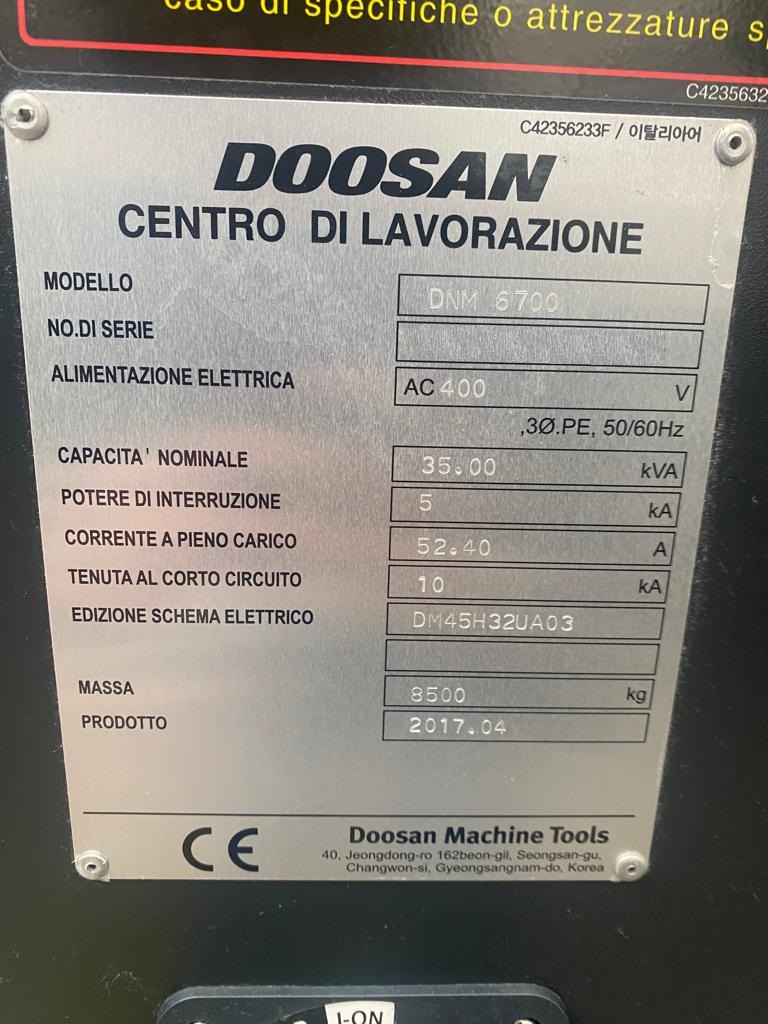 caso di specifiche o attrezzature
C4235632
C42356233F / 이탈리아어
DOOSAN
CENTRO DI LAVORAZIONE
MODELLO DNM 6700
NO.DI SERIE
ALIMENTAZIONE ELETTRICA AC 400 V
,3Ø.PE, 50/60Hz
CAPACITA' NOMINALE 35.00 kVA
POTERE DI INTERRUZIONE 5 kA
CORRENTE A PIENO CARICO 52.40 A
TENUTA AL CORTO CIRCUITO 10 kA
EDIZIONE SCHEMA ELETTRICO DM45H32UA03
MASSA 8500 kg
PRODOTTO 2017.04
CE Doosan Machine Tools
40, Jeongdong-ro 162beon-gil, Seongsan-gu,
Changwon-si, Gyeongsangnam-do, Korea
I-ON